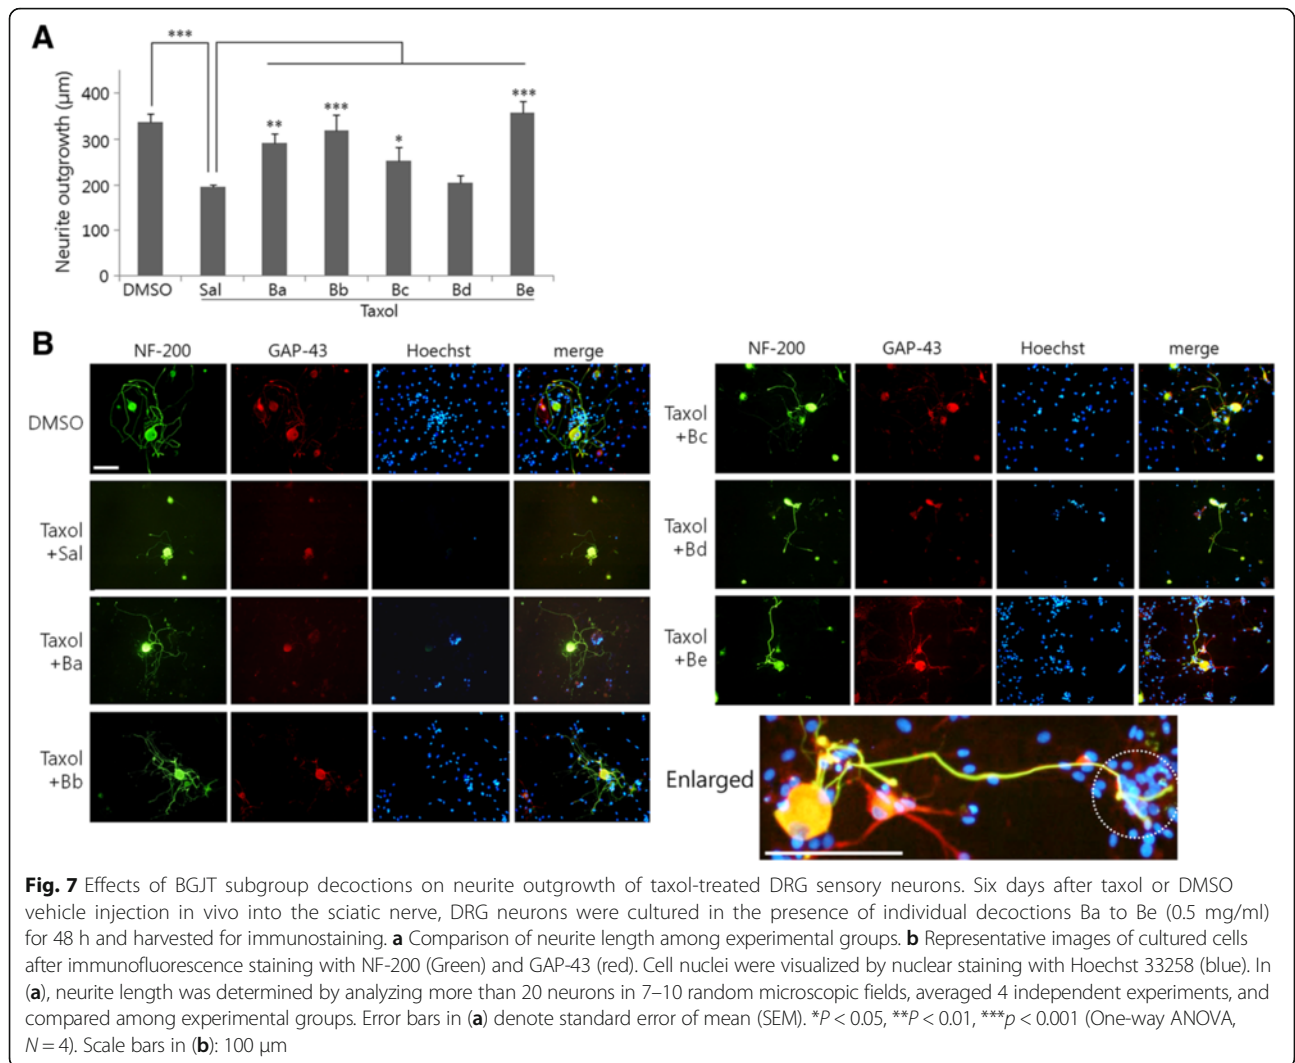 A
***
Neurite outgrowth (µm)
400
300
200
100
0
**
***
*
***
DMSO Sal Ba Bb Bc Bd Be
Taxol
B
NF-200 GAP-43 Hoechst merge
DMSO
Taxol
+Sal
Taxol
+Ba
Taxol
+Bb
NF-200 GAP-43 Hoechst merge
Taxol
+Bc
Taxol
+Bd
Taxol
+Be
Enlarged
Fig. 7 Effects of BGJT subgroup decoctions on neurite outgrowth of taxol-treated DRG sensory neurons. Six days after taxol or DMSO
vehicle injection in vivo into the sciatic nerve, DRG neurons were cultured in the presence of individual decoctions Ba to Be (0.5 mg/ml)
for 48 h and harvested for immunostaining. a Comparison of neurite length among experimental groups. b Representative images of cultured cells
after immunofluorescence staining with NF-200 (Green) and GAP-43 (red). Cell nuclei were visualized by nuclear staining with Hoechst 33258 (blue). In
(a), neurite length was determined by analyzing more than 20 neurons in 7–10 random microscopic fields, averaged 4 independent experiments, and
compared among experimental groups. Error bars in (a) denote standard error of mean (SEM). *P < 0.05, **P < 0.01, ***p < 0.001 (One-way ANOVA,
N = 4). Scale bars in (b): 100 µm